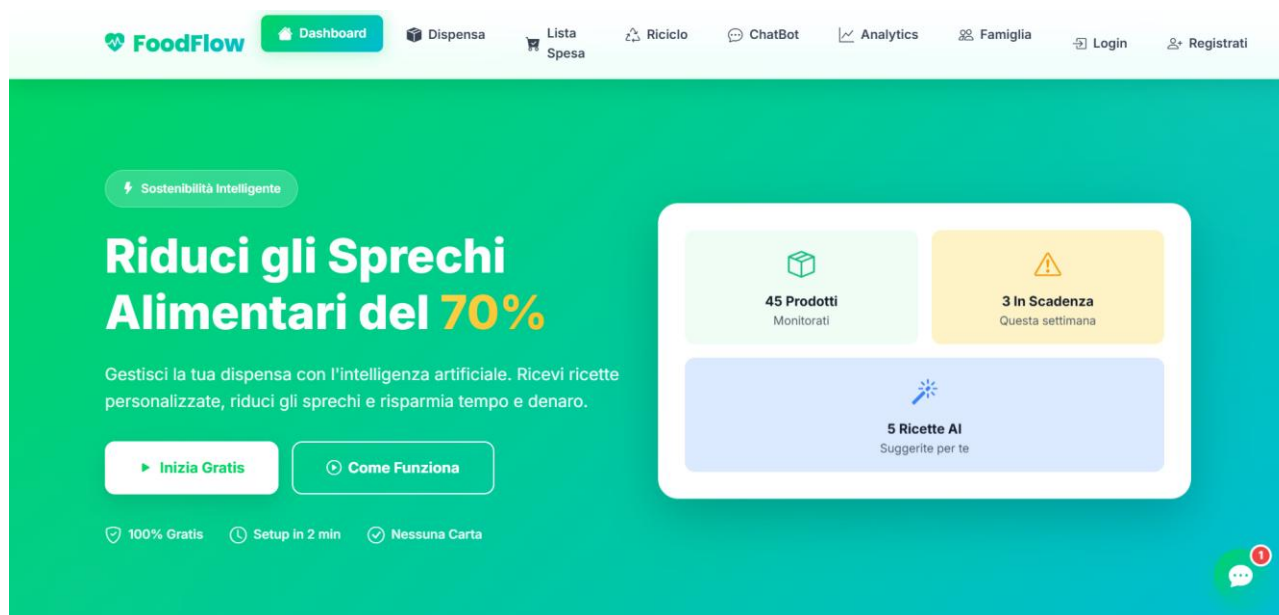 FoodFlow
Dashboard
Dispensa
Lista
Spesa
Riciclo
ChatBot
Analytics
Famiglia
Login
Registrati
Sostenibilità Intelligente
Riduci gli Sprechi
Alimentari del 70%
Gestisci la tua dispensa con l'intelligenza artificiale. Ricevi ricette
personalizzate, riduci gli sprechi e risparmia tempo e denaro.
Inizia Gratis
Come Funziona
100% Gratis
Setup in 2 min
Nessuna Carta
45 Prodotti
Monitorati
3 In Scadenza
Questa settimana
5 Ricette AI
Suggerite per te
1